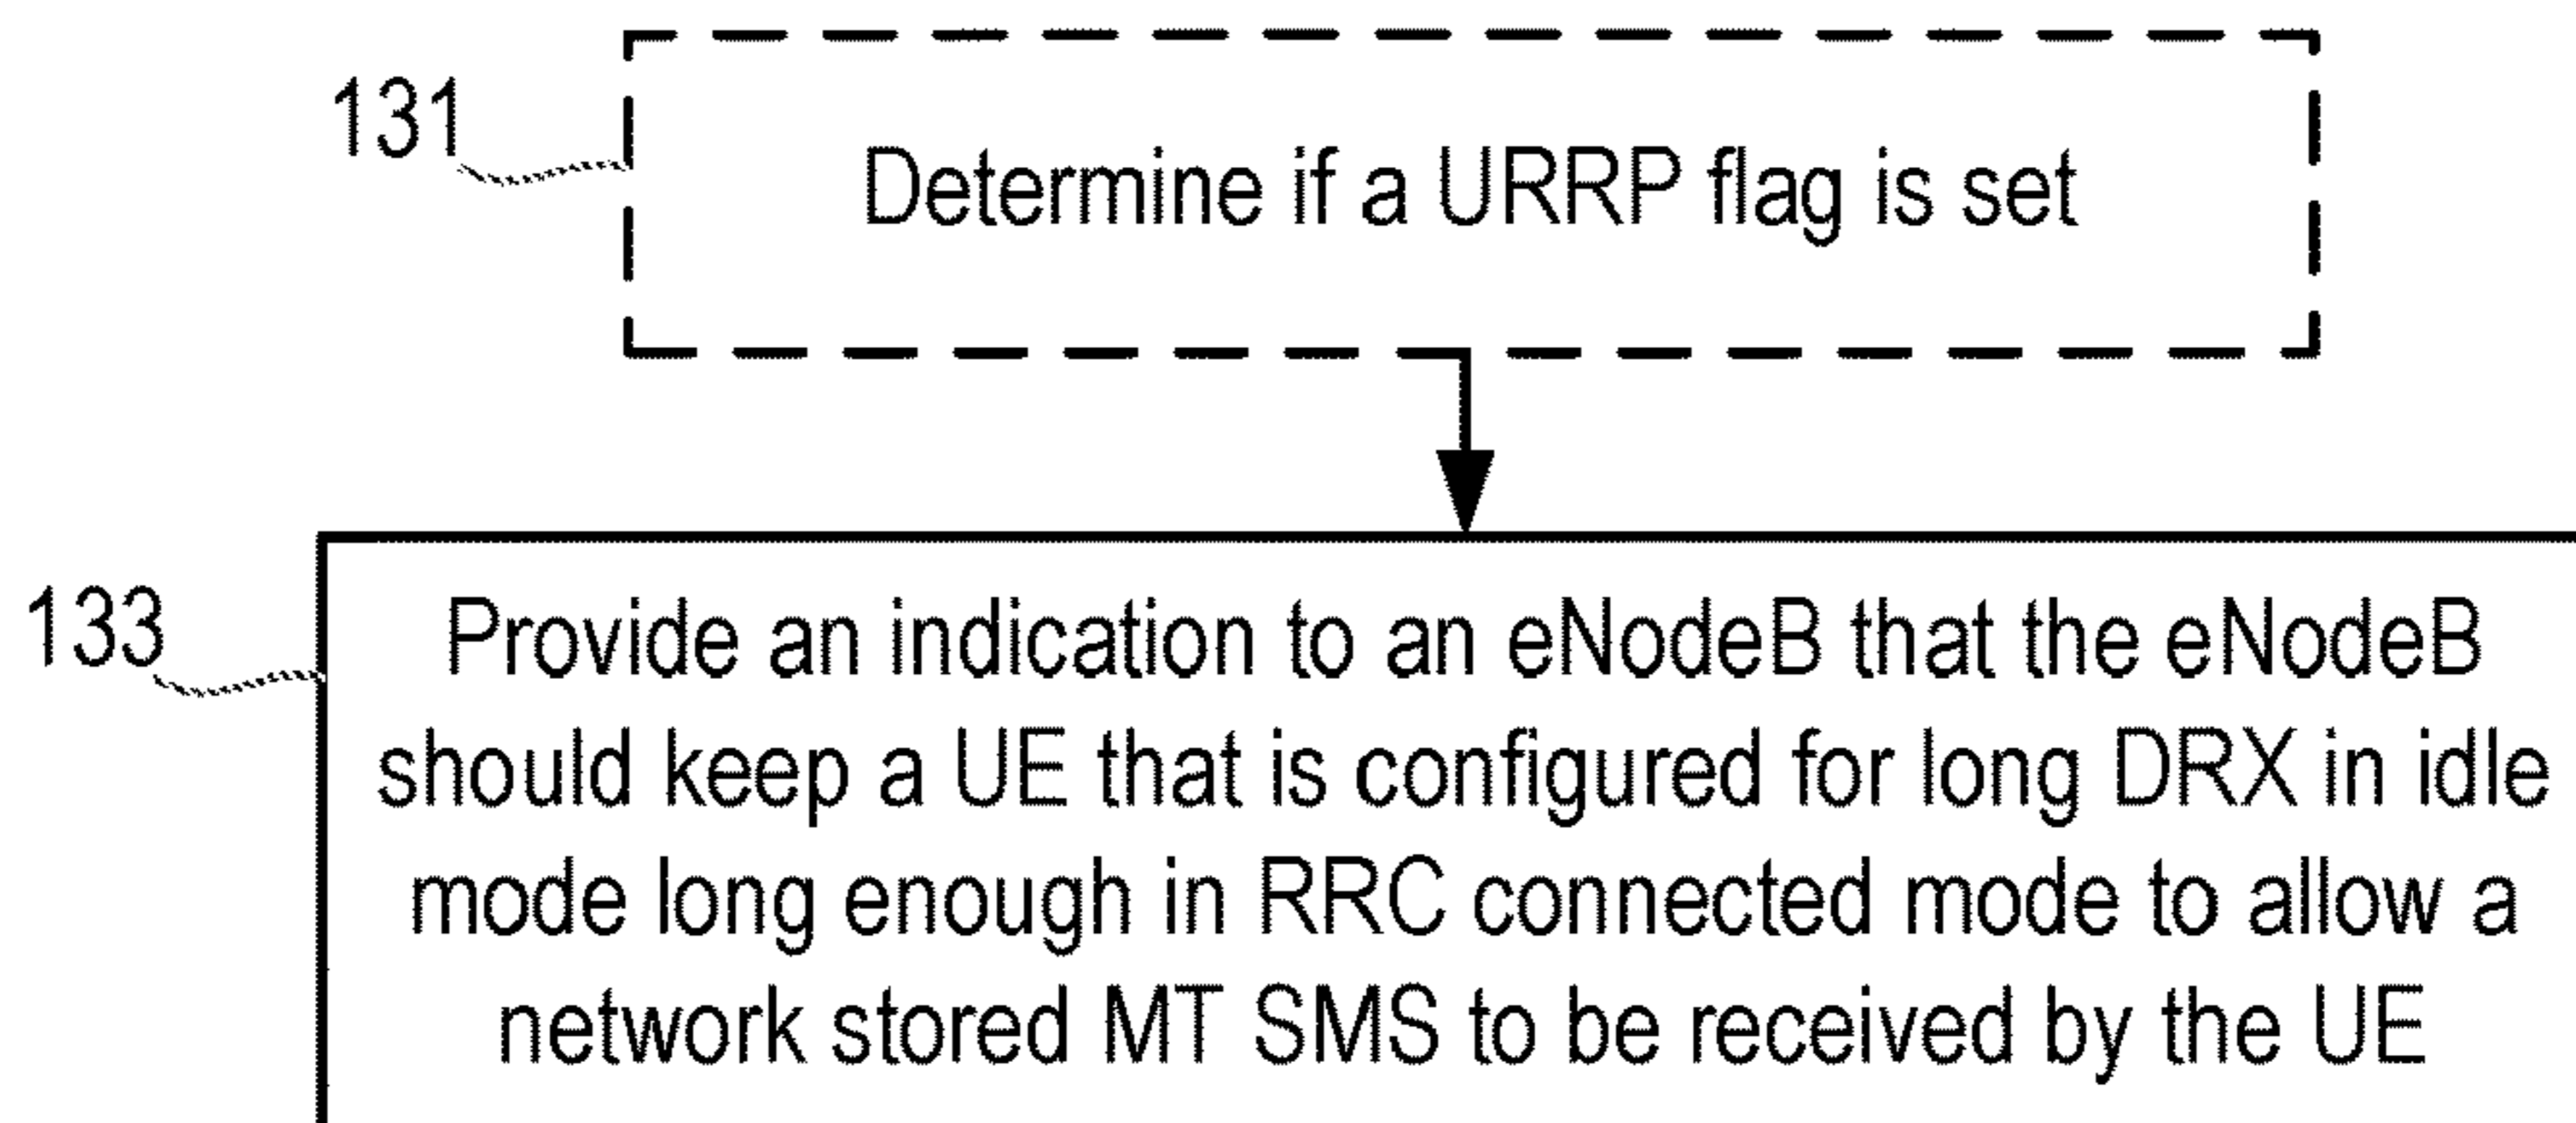 131
Determine if a URRP flag is set
133
Provide an indication to an eNodeB that the eNodeB
should keep a UE that is configured for long DRX in idle
mode long enough in RRC connected mode to allow a
network stored MT SMS to be received by the UE